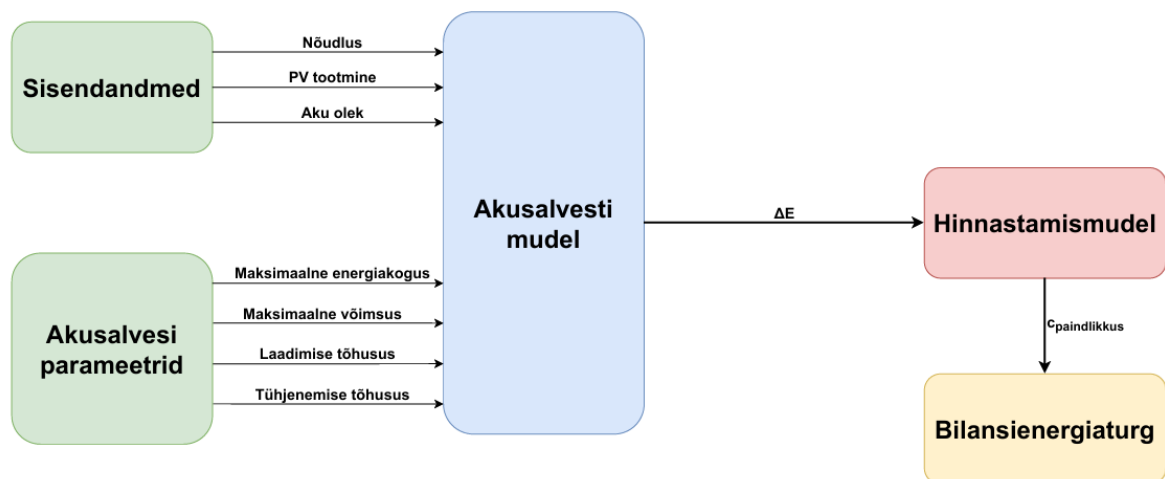 Sisendandmed
Nõudlus
PV tootmine
Aku olek
Akusalvesi
parameetrid
Maksimaalne energiakogus
Maksimaalne võimsus
Laadimise tõhusus
Tühjenemise tõhusus
Akusalvesti
mudel
ΔE
Hinnastamismudel
cpaindlikkus
Bilansienergiaturg